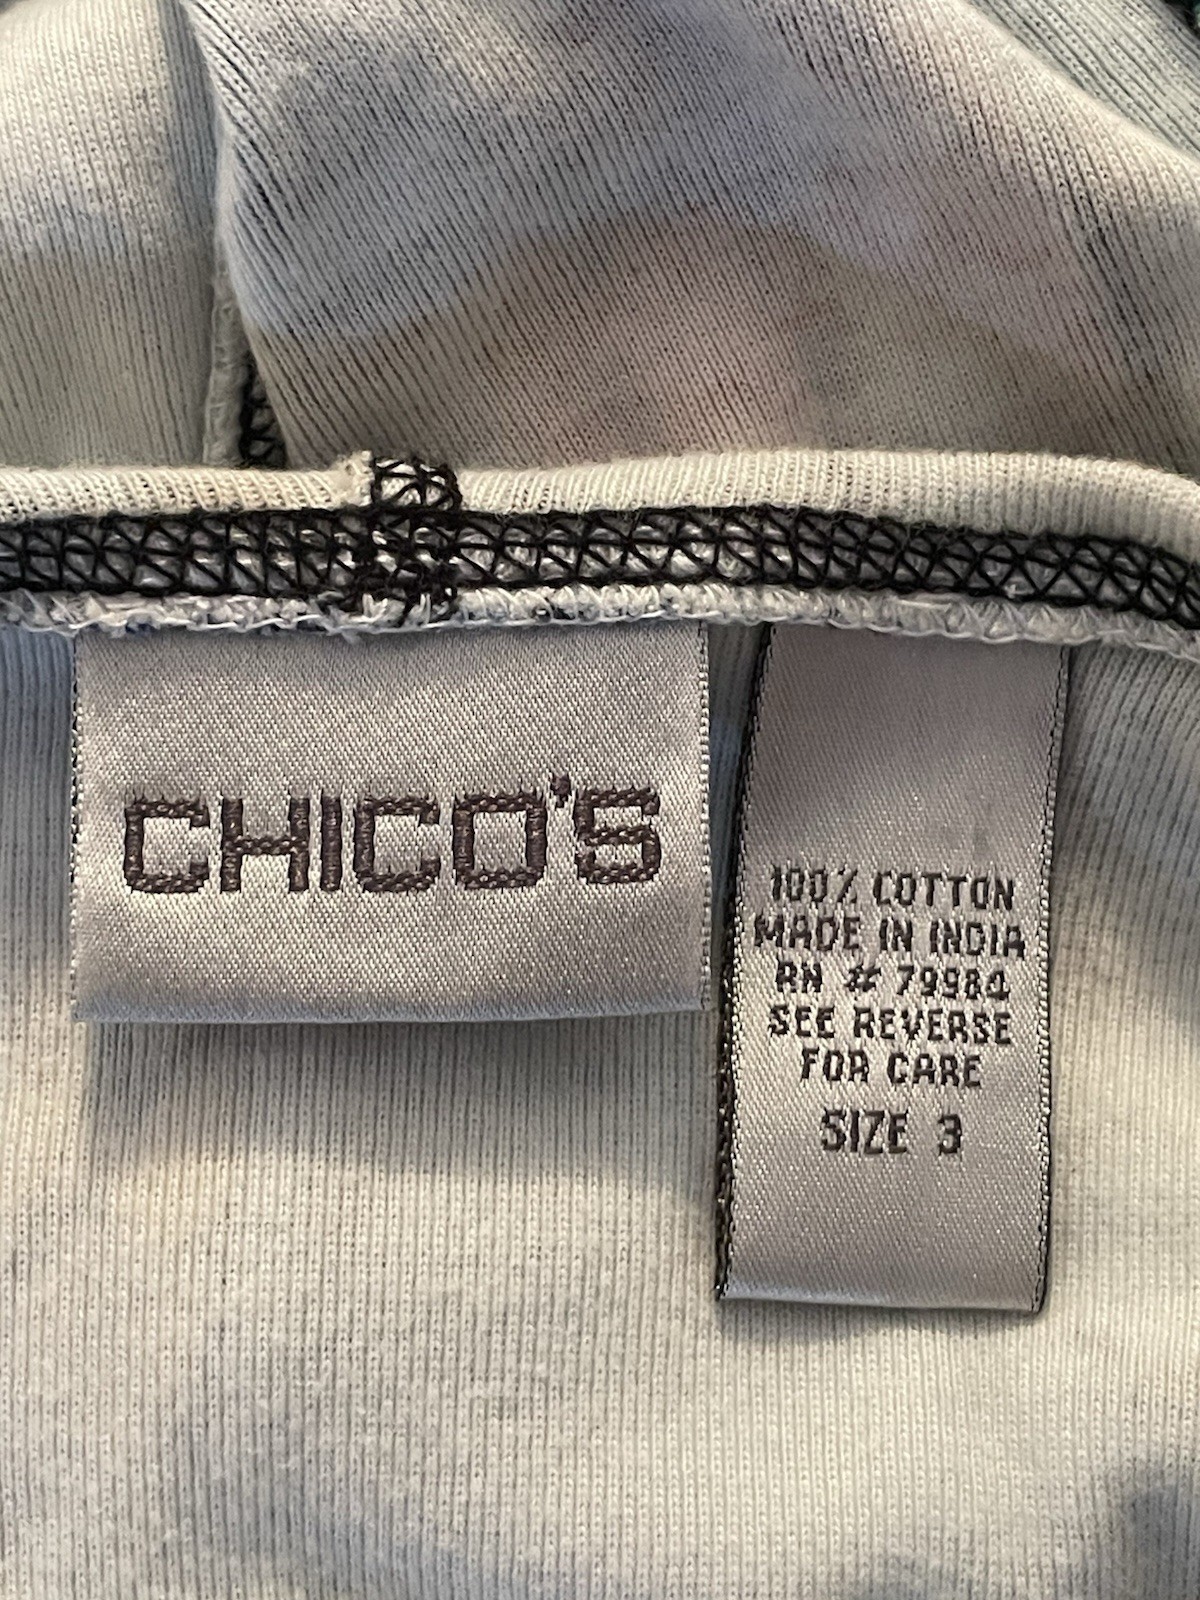 CHICO'S
100% COTTON
MADE IN INDIA
RN # 79984
SEE REVERSE
FOR CARE
SIZE 3